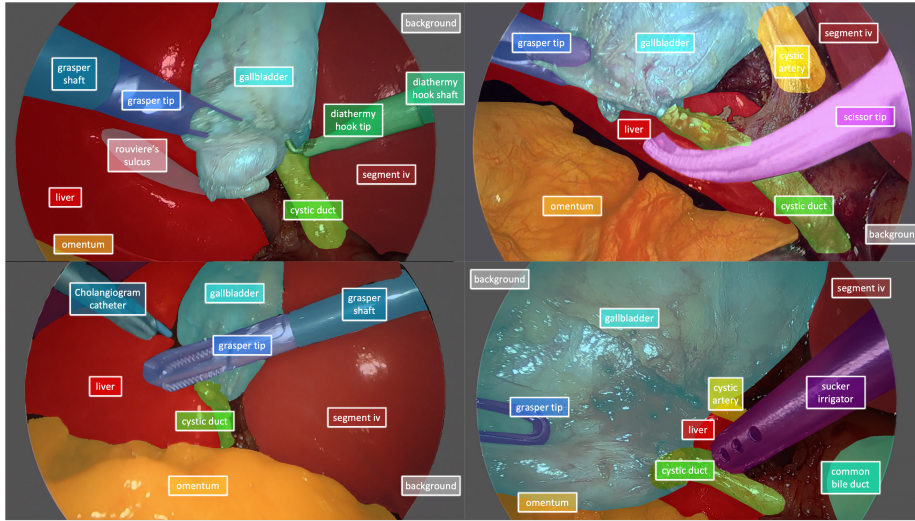 background
grasper
shaft
gallbladder
grasper tip
diathermy
hook shaft
diathermy
hook tip
rouviere's
sulcus
segment iv
liver
cystic duct
omentum
grasper tip
gallbladder
segment iv
cystic
artery
scissor tip
liver
omentum
cystic duct
backgroun
Cholangiogram
catheter
gallbladder
grasper
shaft
grasper tip
liver
cystic duct
segment iv
omentum
background
background
segment iv
gallbladder
cystic
artery
sucker
irrigator
grasper tip
liver
cystic duct
common
bile duct
omentum